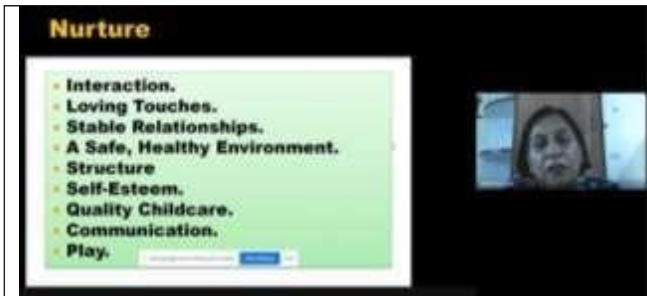 Nurture
Interaction.
Loving Touches.
Stable Relationships.
A Safe, Healthy Environment.
Structure
Self-Esteem.
Quality Childcare.
Communication.
Play.